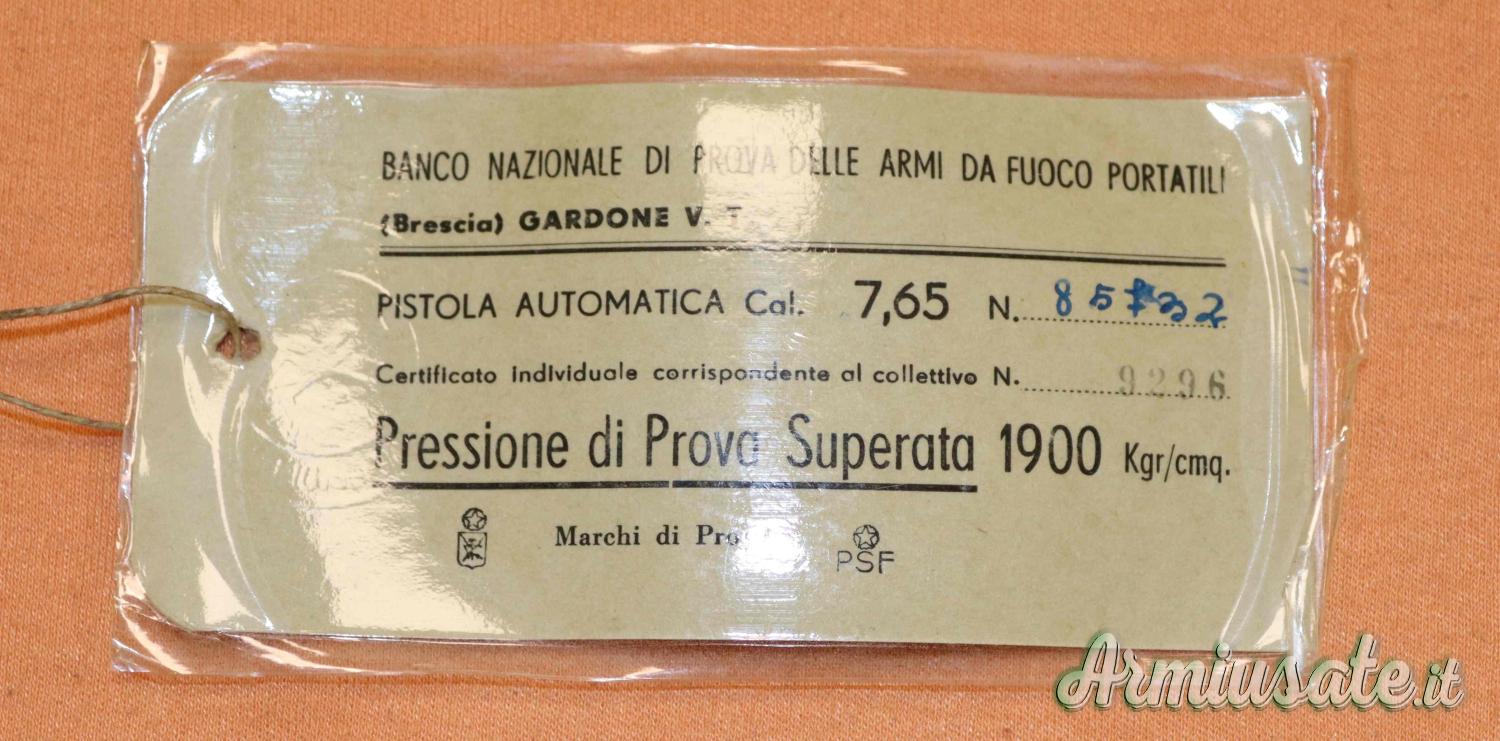 BANCO NAZIONALE DI PROVA DELLE ARMI DA FUOCO PORTATILI
(Brescia) GARDONE V. T.
PISTOLA AUTOMATICA Cal. 7,65 N.
Certificato individuale corrispondente al collettivo N. 9296
Pressione di Prova Superata 1900 Kgr/cmq.
Marchi di
PSF
Armiusate.it